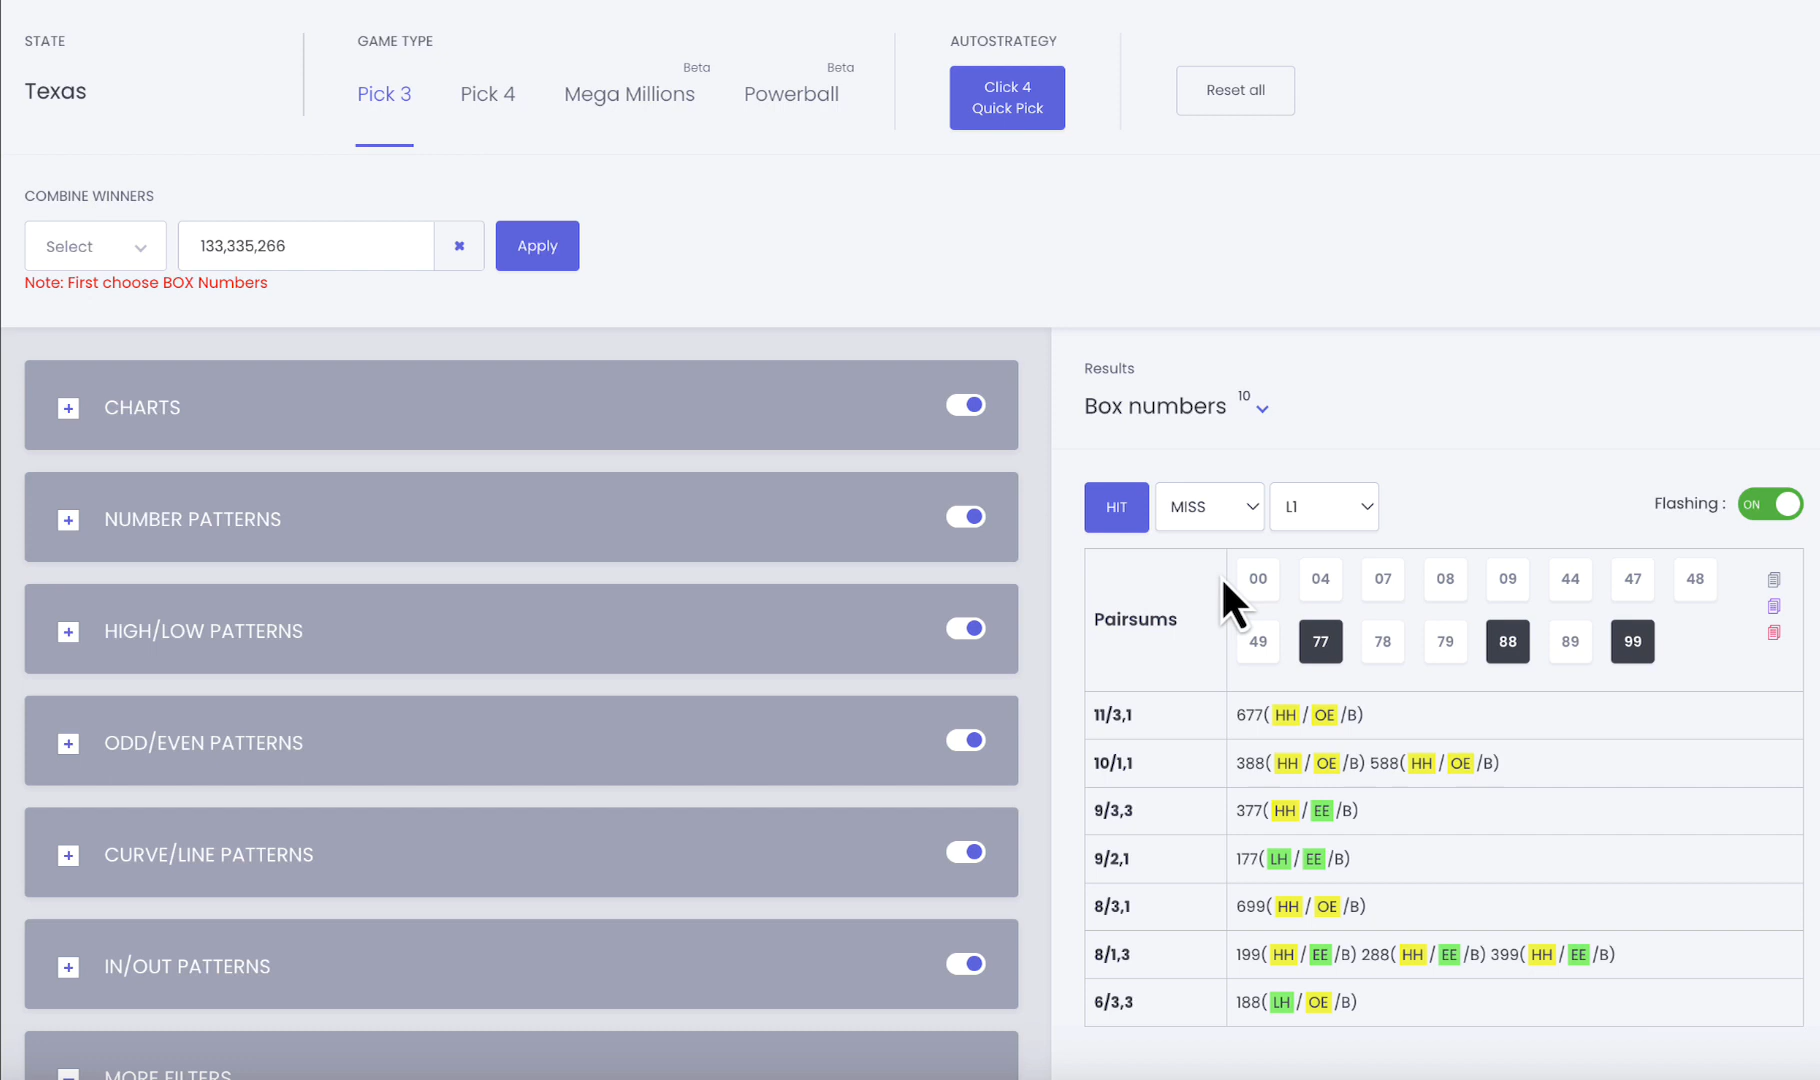 STATE
GAME TYPE
AUTOSTRATEGY
Texas
Pick 3
Pick 4
Beta
Mega Millions
Beta
Powerball
Click 4
Quick Pick
Reset all
COMBINE WINNERS
Select
133,335,266
Apply
Note: First choose BOX Numbers
CHARTS
NUMBER PATTERNS
HIGH/LOW PATTERNS
ODD/EVEN PATTERNS
CURVE/LINE PATTERNS
IN/OUT PATTERNS
MORE FILTERS
Results
Box numbers 10
HIT MISS L1
Flashing : ON
Pairsums
00 04 07 08 09 44 47 48
49 77 78 79 88 89 99
11/3,1 677( HH / OE /B)
10/1,1 388( HH / OE /B) 588( HH / OE /B)
9/3,3 377( HH / EE /B)
9/2,1 177( LH / EE /B)
8/3,1 699( HH / OE /B)
8/1,3 199( HH / EE /B) 288( HH / EE /B) 399( HH / EE /B)
6/3,3 188( LH / OE /B)